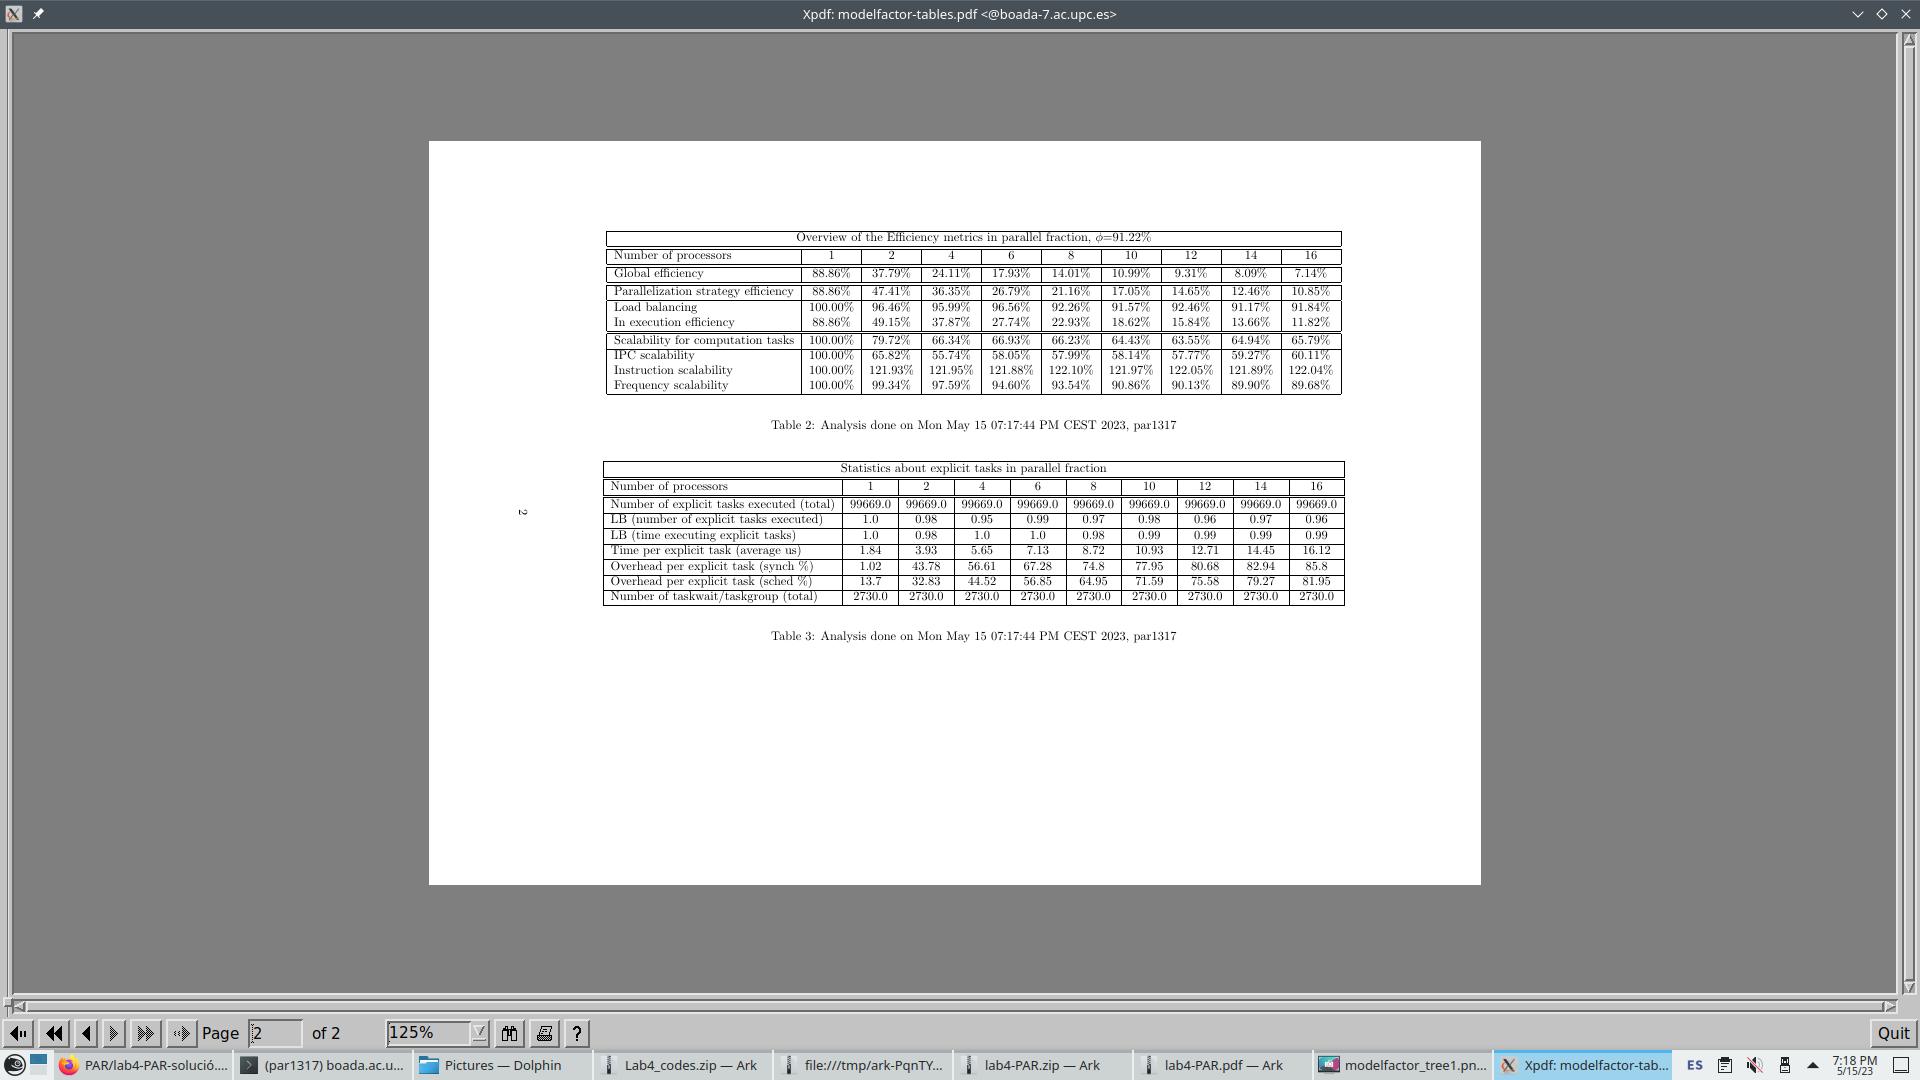 Xpdf: modelfactor-tables.pdf <@boada-7.ac.upc.es>
Overview of the Efficiency metrics in parallel fraction, ϕ=91.22%
Number of processors 1 2 4 6 8 10 12 14 16
Global efficiency 88.86% 37.79% 24.11% 17.93% 14.01% 10.99% 9.31% 8.09% 7.14%
Parallelization strategy efficiency 88.86% 47.41% 36.35% 26.79% 21.16% 17.05% 14.65% 12.46% 10.85%
Load balancing 100.00% 96.46% 95.99% 96.56% 92.26% 91.57% 92.46% 91.17% 91.84%
In execution efficiency 88.86% 49.15% 37.87% 27.74% 22.93% 18.62% 15.84% 13.66% 11.82%
Scalability for computation tasks 100.00% 79.72% 66.34% 66.93% 66.23% 64.43% 63.55% 64.94% 65.79%
IPC scalability 100.00% 65.82% 55.74% 58.05% 57.99% 58.14% 57.77% 59.27% 60.11%
Instruction scalability 100.00% 121.93% 121.95% 121.88% 122.10% 121.97% 122.05% 121.89% 122.04%
Frequency scalability 100.00% 99.34% 97.59% 94.60% 93.54% 90.86% 90.13% 89.90% 89.68%
Table 2: Analysis done on Mon May 15 07:17:44 PM CEST 2023, par1317
Statistics about explicit tasks in parallel fraction
Number of processors 1 2 4 6 8 10 12 14 16
Number of explicit tasks executed (total) 99669.0 99669.0 99669.0 99669.0 99669.0 99669.0 99669.0 99669.0 99669.0
LB (number of explicit tasks executed) 1.0 0.98 0.95 0.99 0.97 0.98 0.96 0.97 0.96
LB (time executing explicit tasks) 1.0 0.98 1.0 1.0 0.98 0.99 0.99 0.99 0.99
Time per explicit task (average us) 1.84 3.93 5.65 7.13 8.72 10.93 12.71 14.45 16.12
Overhead per explicit task (synch %) 1.02 43.78 56.61 67.28 74.8 77.95 80.68 82.94 85.8
Overhead per explicit task (sched %) 13.7 32.83 44.52 56.85 64.95 71.59 75.58 79.27 81.95
Number of taskwait/taskgroup (total) 2730.0 2730.0 2730.0 2730.0 2730.0 2730.0 2730.0 2730.0 2730.0
Table 3: Analysis done on Mon May 15 07:17:44 PM CEST 2023, par1317
2
Page 2 of 2 125% ? Quit
PAR/lab4-PAR-solució.... (par1317) boada.ac.u... Pictures — Dolphin Lab4_codes.zip — Ark file:///tmp/ark-PqnTY... lab4-PAR.zip — Ark lab4-PAR.pdf — Ark modelfactor_tree1.pn... Xpdf: modelfactor-tab... ES 7:18 PM
5/15/23